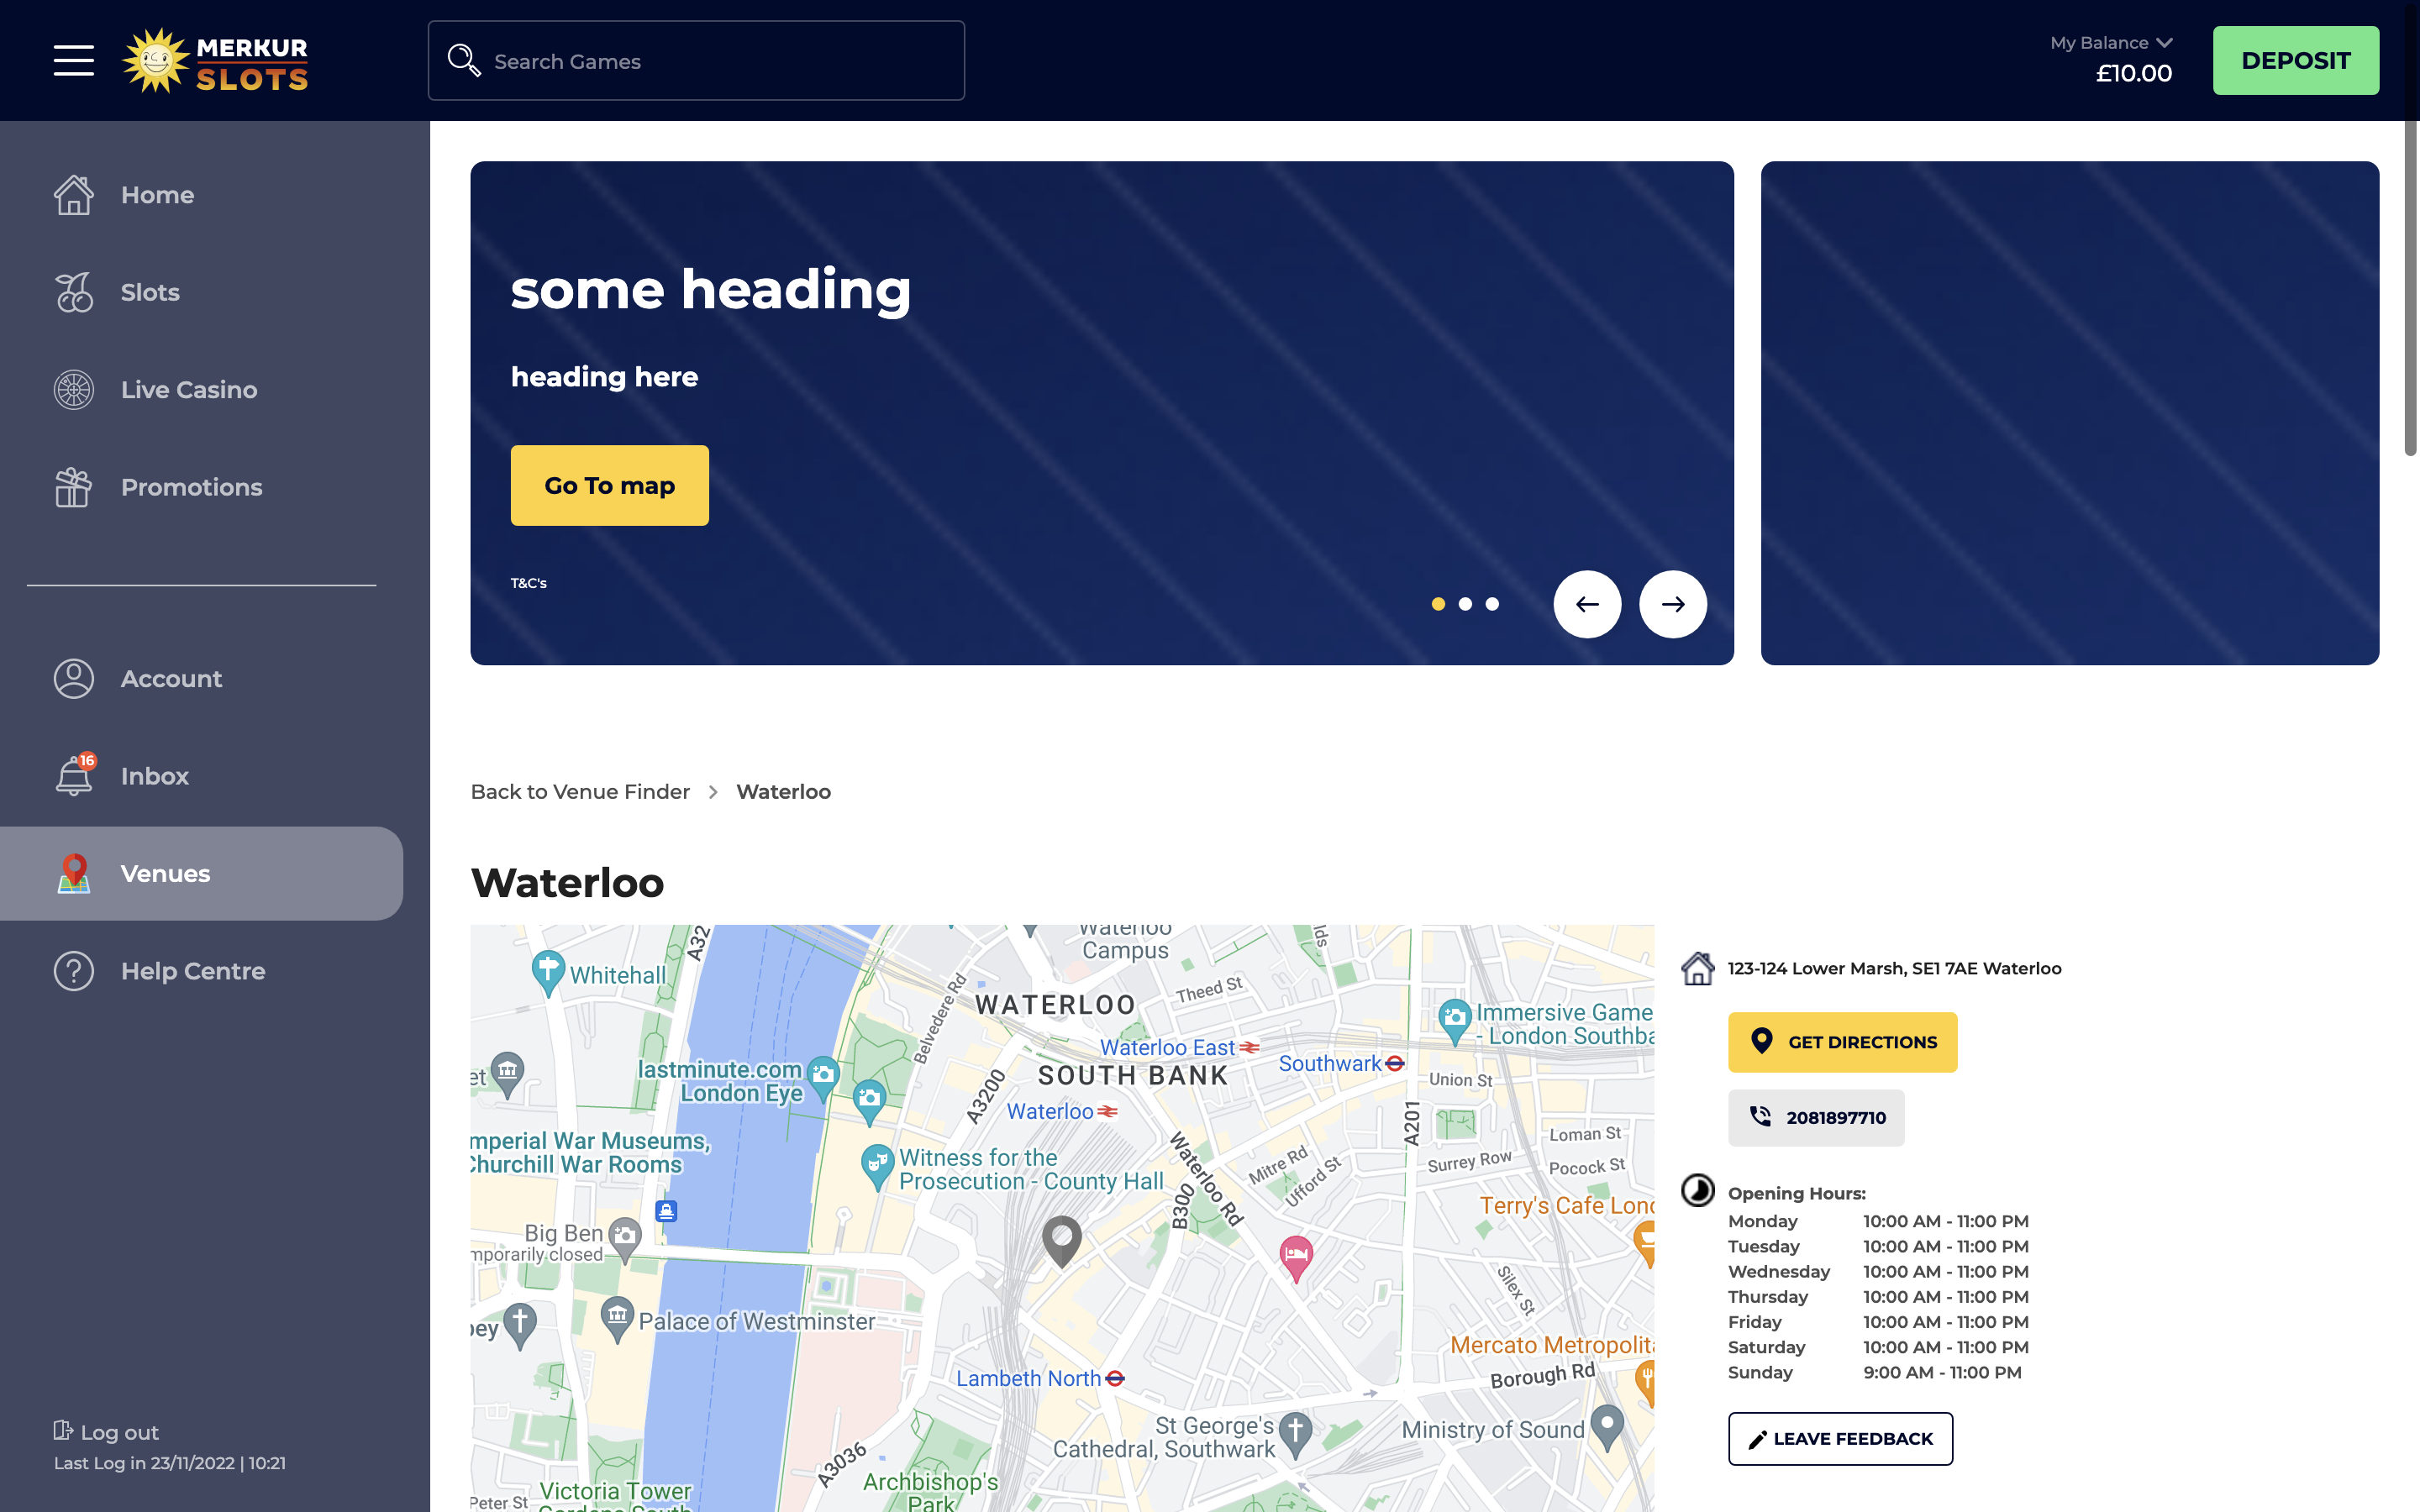 MERKUR
SLOTS
Search Games
My Balance
£10.00
DEPOSIT
Home
Slots
Live Casino
Promotions
Account
16
Inbox
Venues
Help Centre
Log out
Last Log in 23/11/2022 | 10:21
some heading
heading here
Go To map
T&C's
Back to Venue Finder > Waterloo
Waterloo
Whitehall
A32
Waterloo
Campus
Belvedere Rd
WATERLOO
Theed St
Immersive Game
- London Southba
Waterloo East
Southwark
SOUTH BANK
Union St
et
lastminute.com
London Eye
A3200
Waterloo
A201
mperial War Museums,
Churchill War Rooms
Witness for the
Prosecution - County Hall
Waterloo Rd
B300
Mitre Rd
Ufford St
Surrey Row
Loman St
Pocock St
Terry's Cafe Lond
Big Ben
mporarily closed
Silex St
Palace of Westminster
Mercato Metropolita
Lambeth North
Borough Rd
St George's
Cathedral, Southwark
Ministry of Sound
A3036
Archbishop's
Park
Victoria Tower
Gardens South
Peter St
123-124 Lower Marsh, SE1 7AE Waterloo
GET DIRECTIONS
2081897710
Opening Hours:
Monday 10:00 AM - 11:00 PM
Tuesday 10:00 AM - 11:00 PM
Wednesday 10:00 AM - 11:00 PM
Thursday 10:00 AM - 11:00 PM
Friday 10:00 AM - 11:00 PM
Saturday 10:00 AM - 11:00 PM
Sunday 9:00 AM - 11:00 PM
LEAVE FEEDBACK